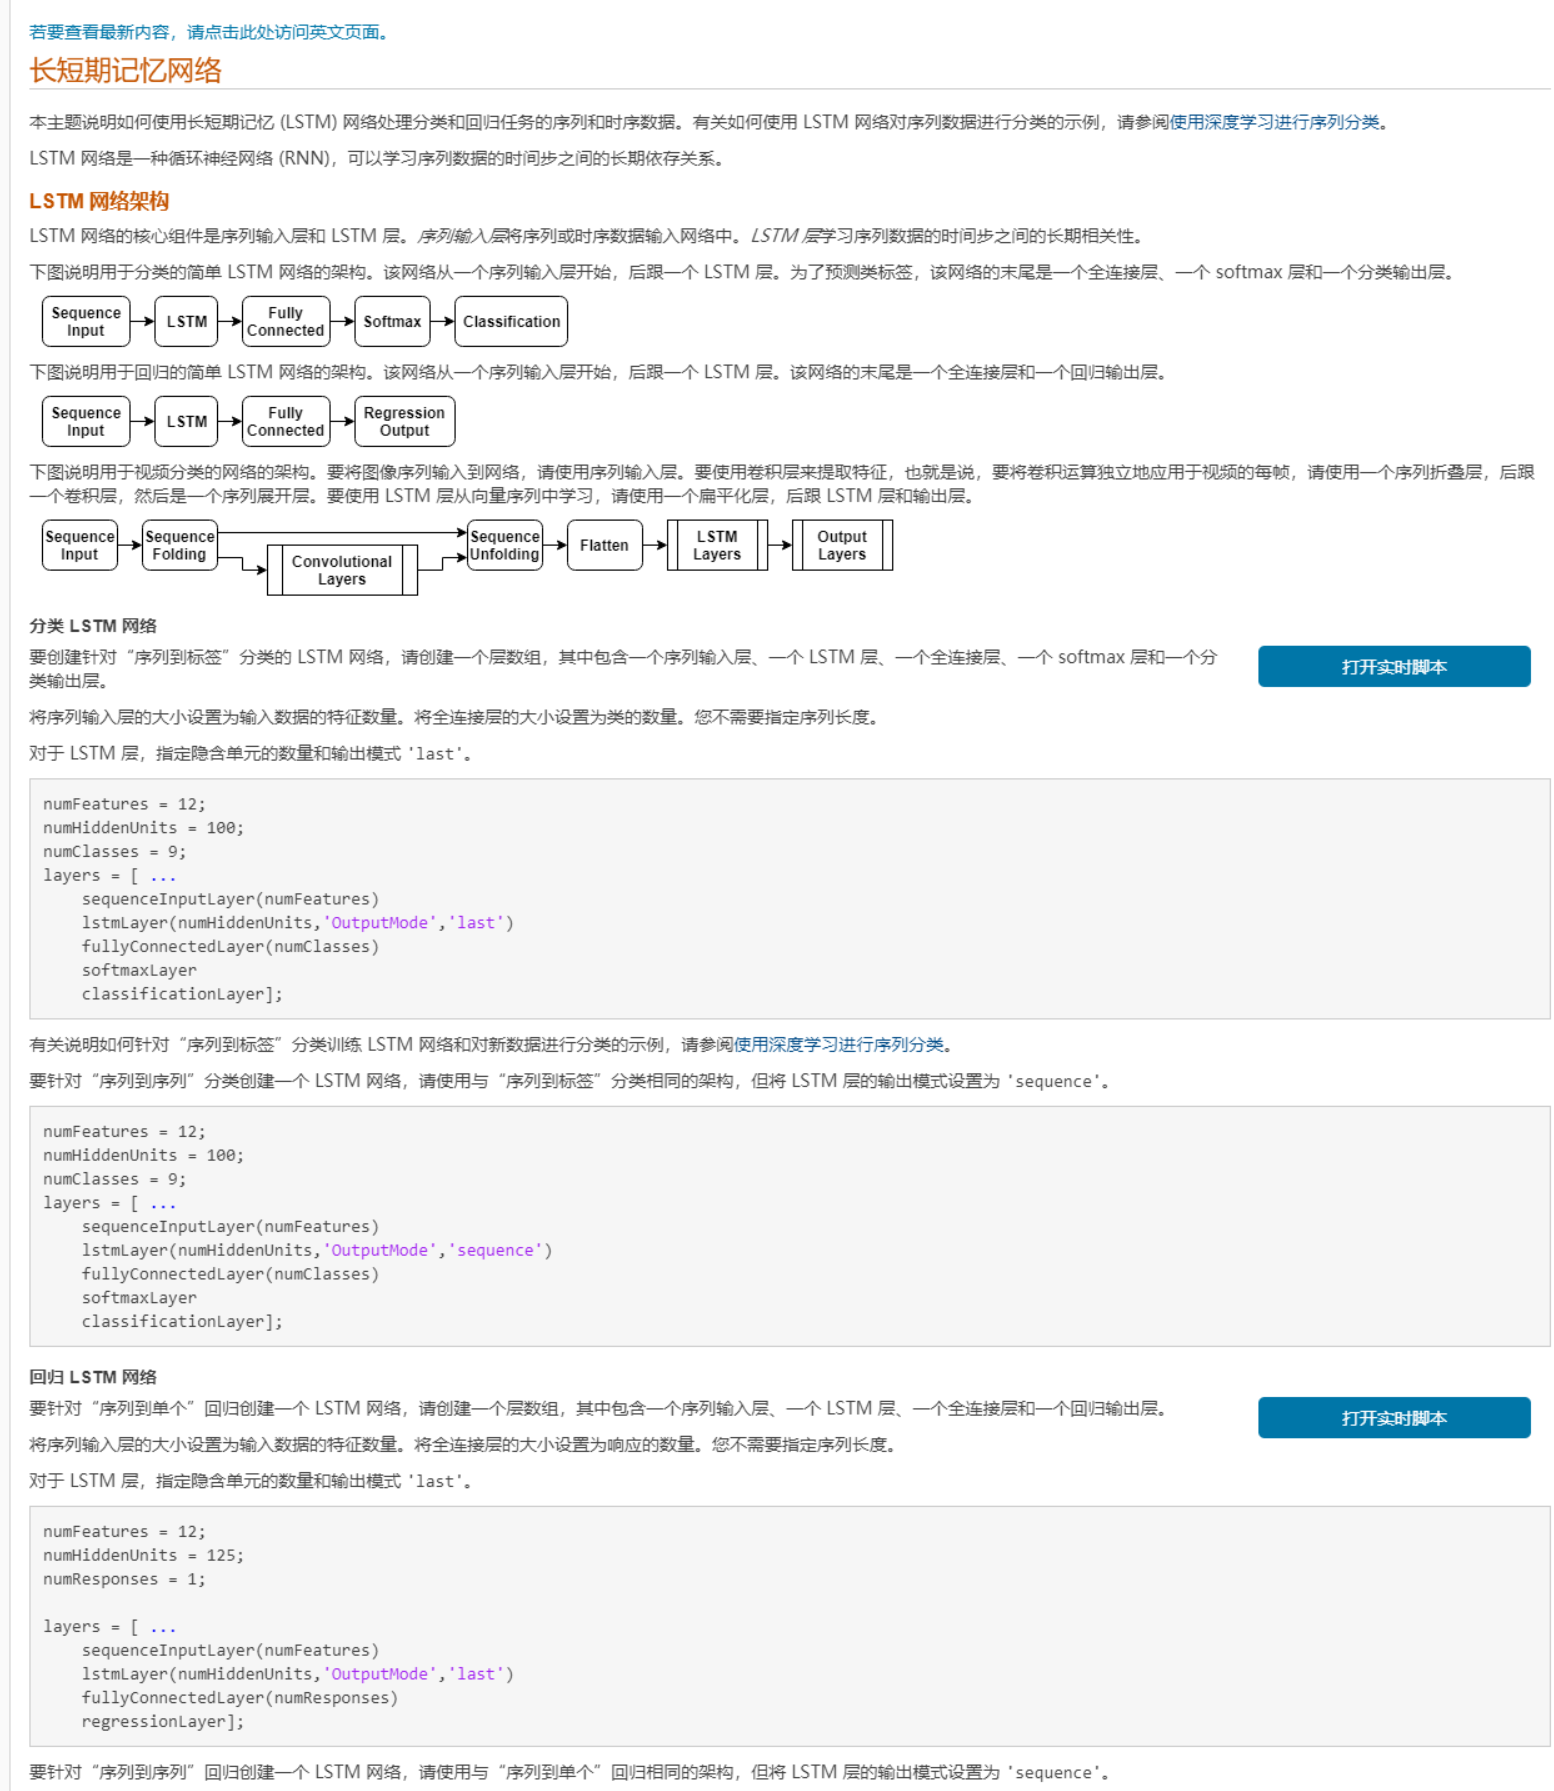 若要查看最新内容，请点击此处访问英文页面。
长短期记忆网络
本主题说明如何使用长短期记忆 (LSTM) 网络处理分类和回归任务的序列和时序数据。有关如何使用 LSTM 网络对序列数据进行分类的示例，请参阅使用深度学习进行序列分类。
LSTM 网络是一种循环神经网络 (RNN)，可以学习序列数据的时间步之间的长期依存关系。
LSTM 网络架构
LSTM 网络的核心组件是序列输入层和 LSTM 层。序列输入层将序列或时序数据输入网络中。LSTM 层学习序列数据的时间步之间的长期相关性。
下图说明用于分类的简单 LSTM 网络的架构。该网络从一个序列输入层开始，后跟一个 LSTM 层。为了预测类标签，该网络的末尾是一个全连接层、一个 softmax 层和一个分类输出层。
Sequence Input
LSTM
Fully Connected
Softmax
Classification
下图说明用于回归的简单 LSTM 网络的架构。该网络从一个序列输入层开始，后跟一个 LSTM 层。该网络的末尾是一个全连接层和一个回归输出层。
Sequence Input
LSTM
Fully Connected
Regression Output
下图说明用于视频分类的网络的架构。要将图像序列输入到网络，请使用序列输入层。要使用卷积层来提取特征，也就是说，要将卷积运算独立地应用于视频的每帧，请使用一个序列折叠层，后跟
一个卷积层，然后是一个序列展开层。要使用 LSTM 层从向量序列中学习，请使用一个扁平化层，后跟 LSTM 层和输出层。
Sequence Input
Sequence Folding
Convolutional Layers
Sequence Unfolding
Flatten
LSTM Layers
Output Layers
分类 LSTM 网络
要创建针对“序列到标签”分类的 LSTM 网络，请创建一个层数组，其中包含一个序列输入层、一个 LSTM 层、一个全连接层、一个 softmax 层和一个分
类输出层。
打开实时脚本
将序列输入层的大小设置为输入数据的特征数量。将全连接层的大小设置为类的数量。您不需要指定序列长度。
对于 LSTM 层，指定隐含单元的数量和输出模式 'last'。
numFeatures = 12;
numHiddenUnits = 100;
numClasses = 9;
layers = [ ...
    sequenceInputLayer(numFeatures)
    lstmLayer(numHiddenUnits,'OutputMode','last')
    fullyConnectedLayer(numClasses)
    softmaxLayer
    classificationLayer];
有关说明如何针对“序列到标签”分类训练 LSTM 网络和对新数据进行分类的示例，请参阅使用深度学习进行序列分类。
要针对“序列到序列”分类创建一个 LSTM 网络，请使用与“序列到标签”分类相同的架构，但将 LSTM 层的输出模式设置为 'sequence'。
numFeatures = 12;
numHiddenUnits = 100;
numClasses = 9;
layers = [ ...
    sequenceInputLayer(numFeatures)
    lstmLayer(numHiddenUnits,'OutputMode','sequence')
    fullyConnectedLayer(numClasses)
    softmaxLayer
    classificationLayer];
回归 LSTM 网络
要针对“序列到单个”回归创建一个 LSTM 网络，请创建一个层数组，其中包含一个序列输入层、一个 LSTM 层、一个全连接层和一个回归输出层。
打开实时脚本
将序列输入层的大小设置为输入数据的特征数量。将全连接层的大小设置为响应的数量。您不需要指定序列长度。
对于 LSTM 层，指定隐含单元的数量和输出模式 'last'。
numFeatures = 12;
numHiddenUnits = 125;
numResponses = 1;
layers = [ ...
    sequenceInputLayer(numFeatures)
    lstmLayer(numHiddenUnits,'OutputMode','last')
    fullyConnectedLayer(numResponses)
    regressionLayer];
要针对“序列到序列”回归创建一个 LSTM 网络，请使用与“序列到单个”回归相同的架构，但将 LSTM 层的输出模式设置为 'sequence'。